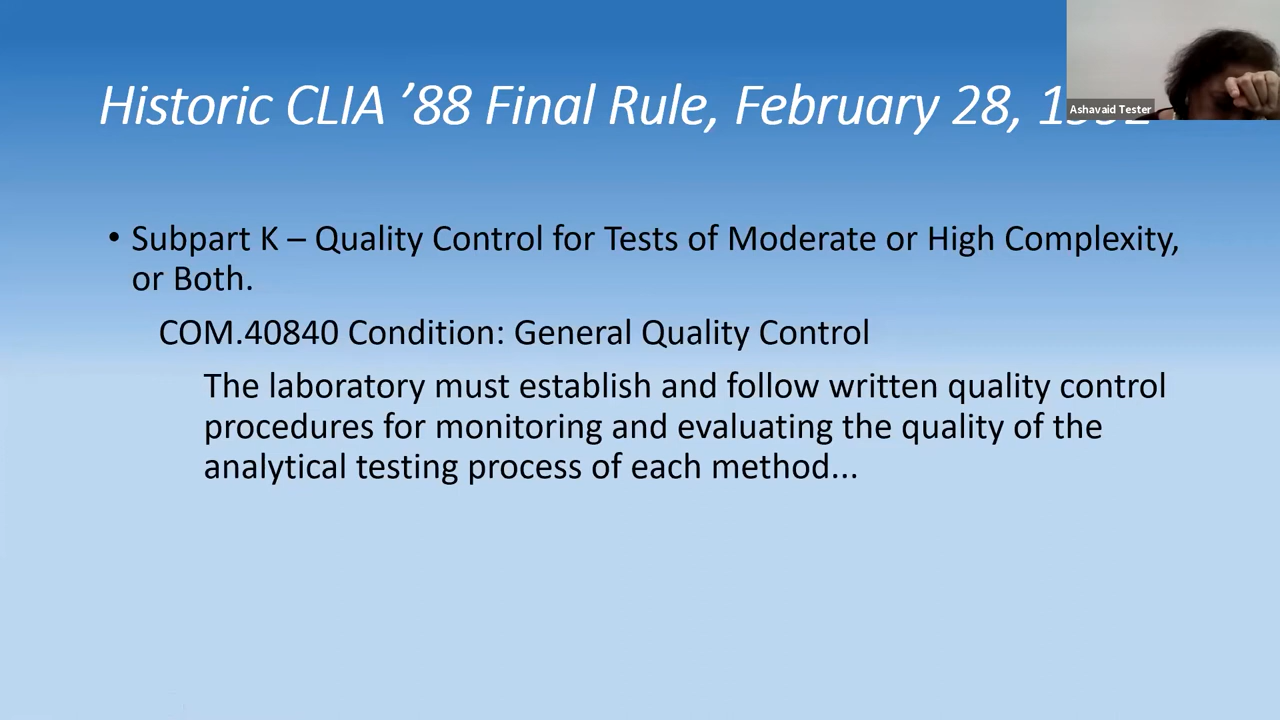 Historic CLIA ’88 Final Rule, February 28,
Ashavaid Tester
• Subpart K – Quality Control for Tests of Moderate or High Complexity,
or Both.
COM.40840 Condition: General Quality Control
The laboratory must establish and follow written quality control
procedures for monitoring and evaluating the quality of the
analytical testing process of each method...